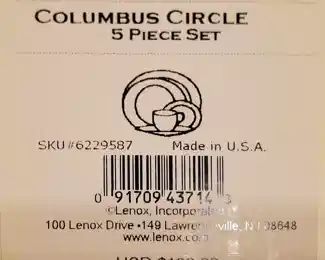 COLUMBUS CIRCLE
5 PIECE SET
SKU#6229587 Made in U.S.A.
0 91709 43714 3
©Lenox, Incorporated
100 Lenox Drive •149 Lawrenceville, NJ 08648
www.lenox.com